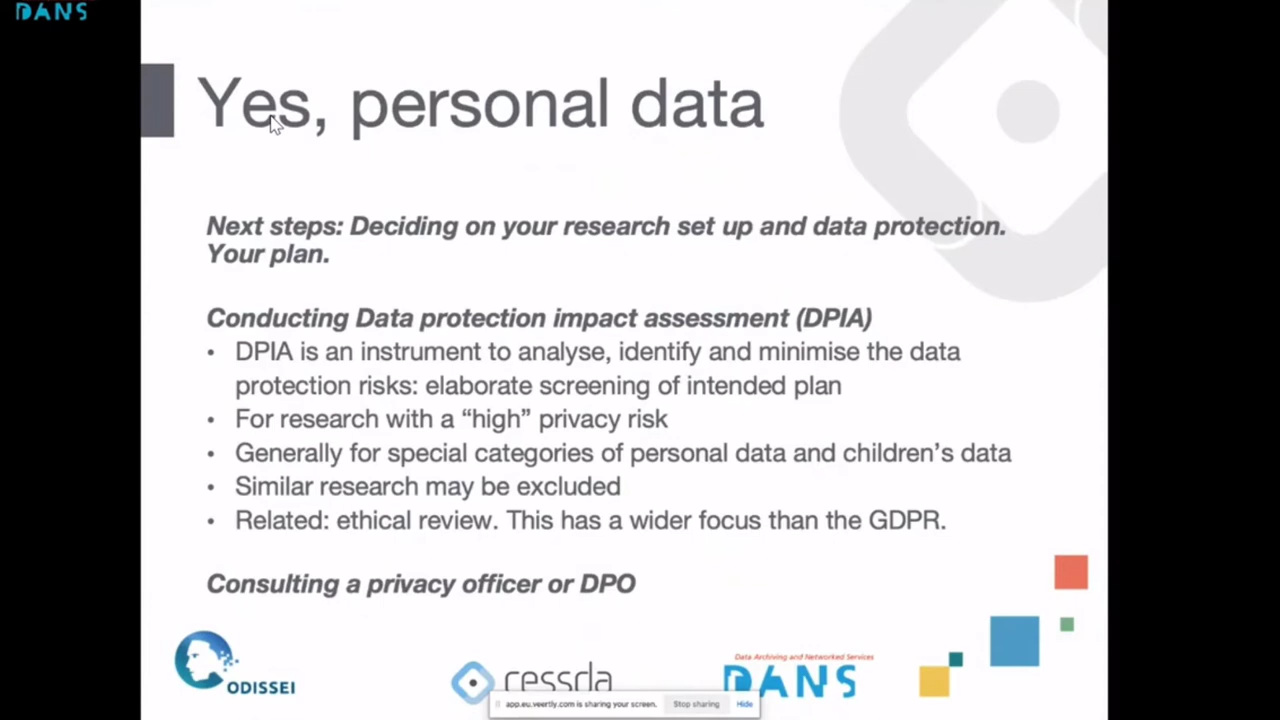 DANS
Yes, personal data
Next steps: Deciding on your research set up and data protection.
Your plan.
Conducting Data protection impact assessment (DPIA)
• DPIA is an instrument to analyse, identify and minimise the data
protection risks: elaborate screening of intended plan
• For research with a “high” privacy risk
• Generally for special categories of personal data and children’s data
• Similar research may be excluded
• Related: ethical review. This has a wider focus than the GDPR.
Consulting a privacy officer or DPO
ODISSEI
cessda
Data Archiving and Networked Services
DANS
app.eu.veertly.com is sharing your screen. Stop sharing Hide